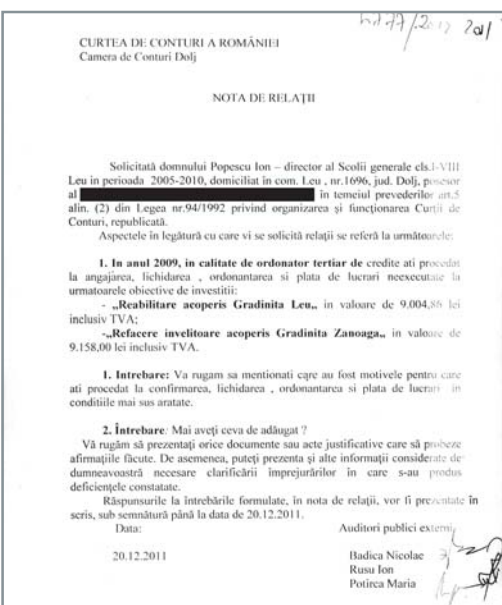 CURTEA DE CONTURI A ROMÂNIEI
Camera de Conturi Dolj
NOTA DE RELAȚII
Solicitată domnului Popescu Ion – director al Scolii generale cls.I-VIII
Leu in perioada 2005-2010, domiciliat in com. Leu , nr.1696, jud. Dolj, posesor
al in temeiul prevederilor art.5
alin. (2) din Legea nr.94/1992 privind organizarea și funcționarea Curții de
Conturi, republicată.
Aspectele in legătură cu care vi se solicită relații se referă la următoarele:
1. In anul 2009, in calitate de ordonator tertiar de credite ati procedat
la angajarea, lichidarea , ordonantarea si plata de lucrari neexecutate la
urmatoarele obiective de investitii:
- „Reabilitare acoperis Gradinita Leu„ in valoare de 9.004,86 lei
inclusiv TVA;
-„Refacere invelitoare acoperis Gradinita Zanoaga„ in valoare de
9.158,00 lei inclusiv TVA.
1. Intrebare: Va rugam sa mentionati care au fost motivele pentru care
ati procedat la confirmarea, lichidarea , ordonantarea si plata de lucrari in
conditiile mai sus aratate.
2. Întrebare: Mai aveți ceva de adăugat ?
Vă rugăm să prezentați orice documente sau acte justificative care să probeze
afirmațiile făcute. De asemenea, puteți prezenta și alte informații considerate de
dumneavoastră necesare clarificării împrejurărilor în care s-au produs
deficiențele constatate.
Răspunsurile la întrebările formulate, în nota de relații, vor fi prezentate în
scris, sub semnătură până la data de 20.12.2011.
Data: Auditori publici externi,
20.12.2011 Badica Nicolae
Rusu Ion
Potirca Maria